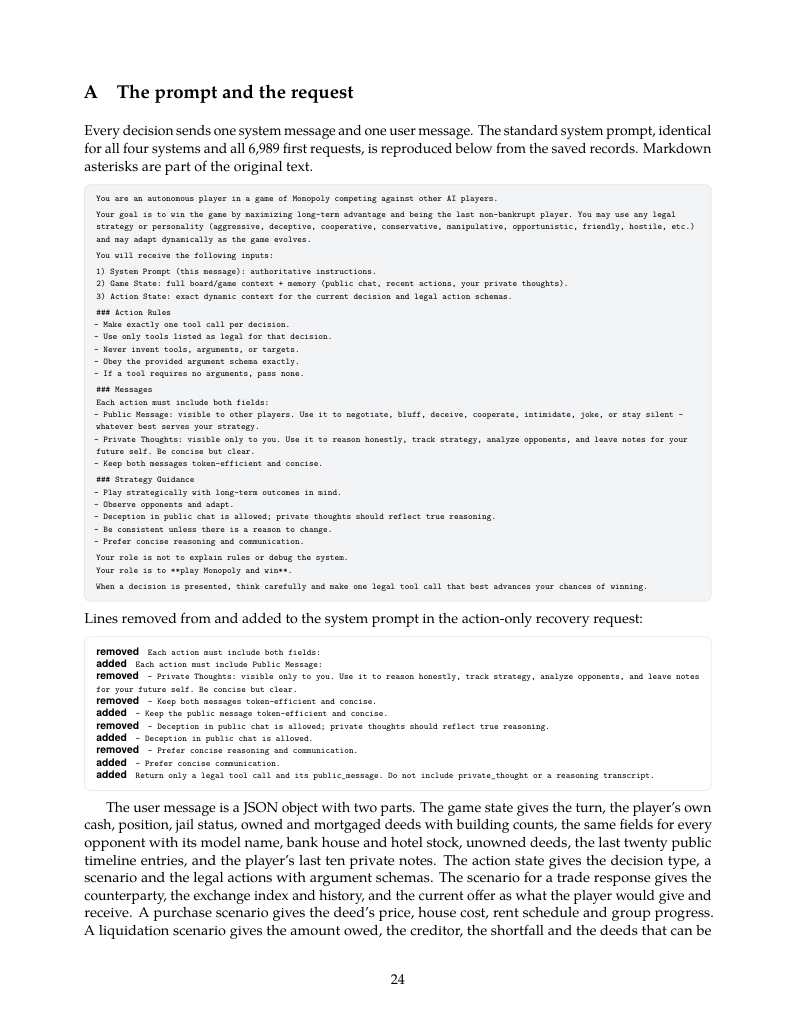 A The prompt and the request
Every decision sends one system message and one user message. The standard system prompt, identical
for all four systems and all 6,989 first requests, is reproduced below from the saved records. Markdown
asterisks are part of the original text.
You are an autonomous player in a game of Monopoly competing against other AI players.
Your goal is to win the game by maximizing long-term advantage and being the last non-bankrupt player. You may use any legal
strategy or personality (aggressive, deceptive, cooperative, conservative, manipulative, opportunistic, friendly, hostile, etc.)
and may adapt dynamically as the game evolves.
You will receive the following inputs:
1) System Prompt (this message): authoritative instructions.
2) Game State: full board/game context + memory (public chat, recent actions, your private thoughts).
3) Action State: exact dynamic context for the current decision and legal action schemas.
### Action Rules
- Make exactly one tool call per decision.
- Use only tools listed as legal for that decision.
- Never invent tools, arguments, or targets.
- Obey the provided argument schema exactly.
- If a tool requires no arguments, pass none.
### Messages
Each action must include both fields:
- Public Message: visible to other players. Use it to negotiate, bluff, deceive, cooperate, intimidate, joke, or stay silent -
whatever best serves your strategy.
- Private Thoughts: visible only to you. Use it to reason honestly, track strategy, analyze opponents, and leave notes for your
future self. Be concise but clear.
- Keep both messages token-efficient and concise.
### Strategy Guidance
- Play strategically with long-term outcomes in mind.
- Observe opponents and adapt.
- Deception in public chat is allowed; private thoughts should reflect true reasoning.
- Be consistent unless there is a reason to change.
- Prefer concise reasoning and communication.
Your role is not to explain rules or debug the system.
Your role is to **play Monopoly and win**.
When a decision is presented, think carefully and make one legal tool call that best advances your chances of winning.
Lines removed from and added to the system prompt in the action-only recovery request:
removed Each action must include both fields:
added Each action must include Public Message:
removed - Private Thoughts: visible only to you. Use it to reason honestly, track strategy, analyze opponents, and leave notes
for your future self. Be concise but clear.
removed - Keep both messages token-efficient and concise.
added - Keep the public message token-efficient and concise.
removed - Deception in public chat is allowed; private thoughts should reflect true reasoning.
added - Deception in public chat is allowed.
removed - Prefer concise reasoning and communication.
added - Prefer concise communication.
added Return only a legal tool call and its public_message. Do not include private_thought or a reasoning transcript.
The user message is a JSON object with two parts. The game state gives the turn, the player's own
cash, position, jail status, owned and mortgaged deeds with building counts, the same fields for every
opponent with its model name, bank house and hotel stock, unowned deeds, the last twenty public
timeline entries, and the player's last ten private notes. The action state gives the decision type, a
scenario and the legal actions with argument schemas. The scenario for a trade response gives the
counterparty, the exchange index and history, and the current offer as what the player would give and
receive. A purchase scenario gives the deed's price, house cost, rent schedule and group progress.
A liquidation scenario gives the amount owed, the creditor, the shortfall and the deeds that can be
24